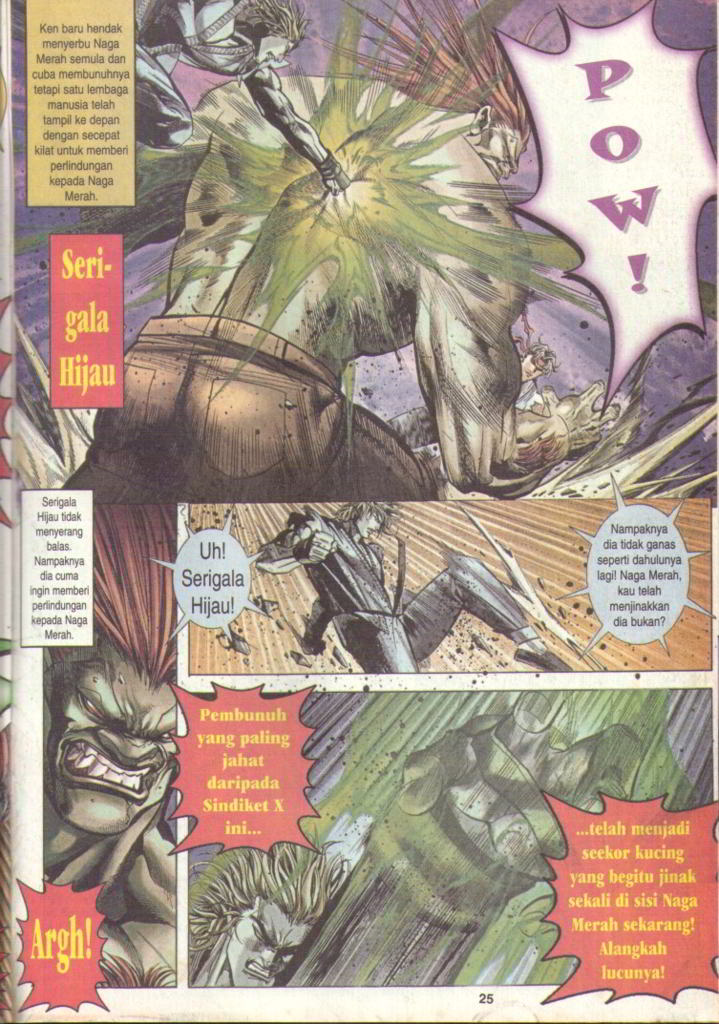 Ken baru hendak
menyerbu Naga
Merah semula dan
cuba membunuhnya
tetapi satu lembaga
manusia telah
tampil ke depan
dengan secepat
kilat untuk memberi
perlindungan
kepada Naga
Merah.
POW!
Seri-
gala
Hijau
Serigala
Hijau tidak
menyerang
balas.
Nampaknya
dia cuma
ingin memberi
perlindungan
kepada Naga
Merah.
Uh!
Serigala
Hijau!
Nampaknya
dia tidak ganas
seperti dahulunya
lagi! Naga Merah,
kau telah
menjinakkan
dia bukan?
Argh!
Pembunuh
yang paling
jahat
daripada
Sindiket X
ini...
...telah menjadi
seekor kucing
yang begitu jinak
sekali di sisi Naga
Merah sekarang!
Alangkah
lucunya!
25